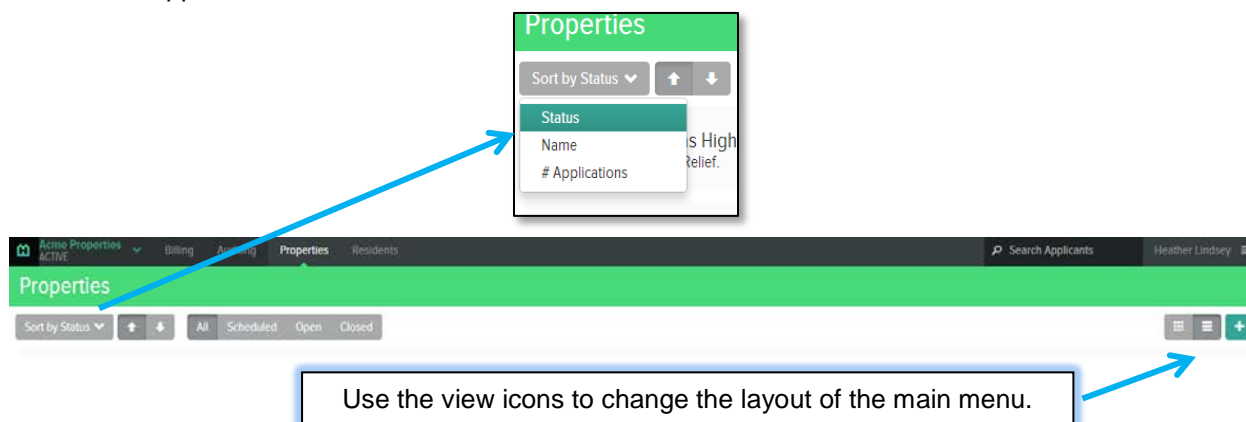 Properties
Sort by Status
Status
Name
# Applications
s High
Relief.
Acme Properties
ACTIVE
Billing
Auditing
Properties
Residents
Search Applicants
Heather Lindsey
Properties
Sort by Status
All
Scheduled
Open
Closed
Use the view icons to change the layout of the main menu.